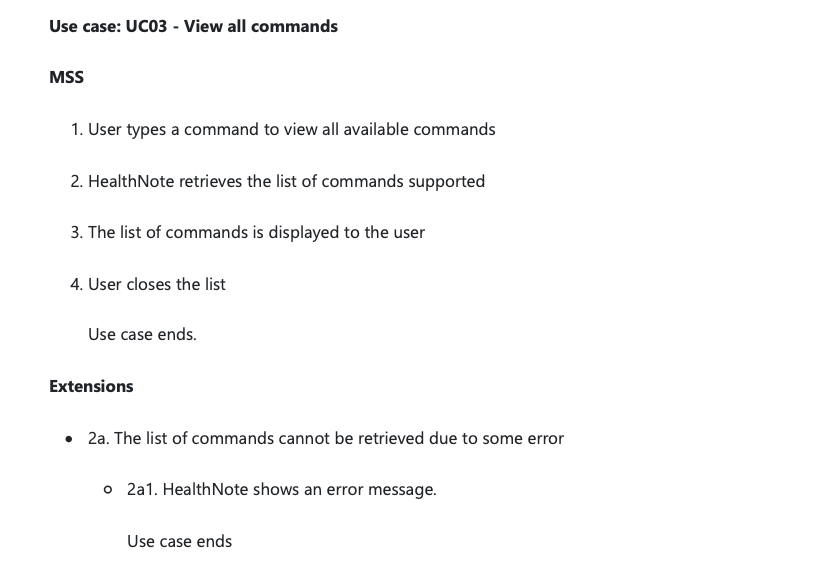 Use case: UC03 - View all commands
MSS
1. User types a command to view all available commands
2. HealthNote retrieves the list of commands supported
3. The list of commands is displayed to the user
4. User closes the list
Use case ends.
Extensions
• 2a. The list of commands cannot be retrieved due to some error
o 2a1. HealthNote shows an error message.
Use case ends